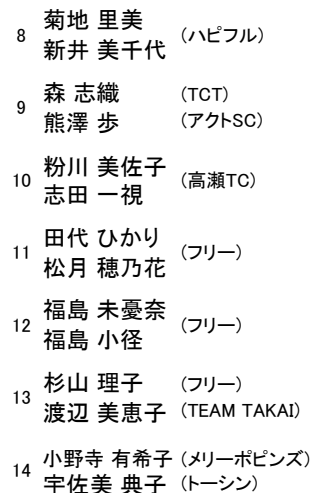 8 菊地 里美 (ハピフル)
新井 美千代
9 森 志織 (TCT)
熊澤 歩 (アクトSC)
10 粉川 美佐子 (高瀬TC)
志田 一視
11 田代 ひかり (フリー)
松月 穂乃花
12 福島 未憂奈 (フリー)
福島 小径
13 杉山 理子 (フリー)
渡辺 美恵子 (TEAM TAKAI)
14 小野寺 有希子 (メリーポピンズ)
宇佐美 典子 (トーシン)